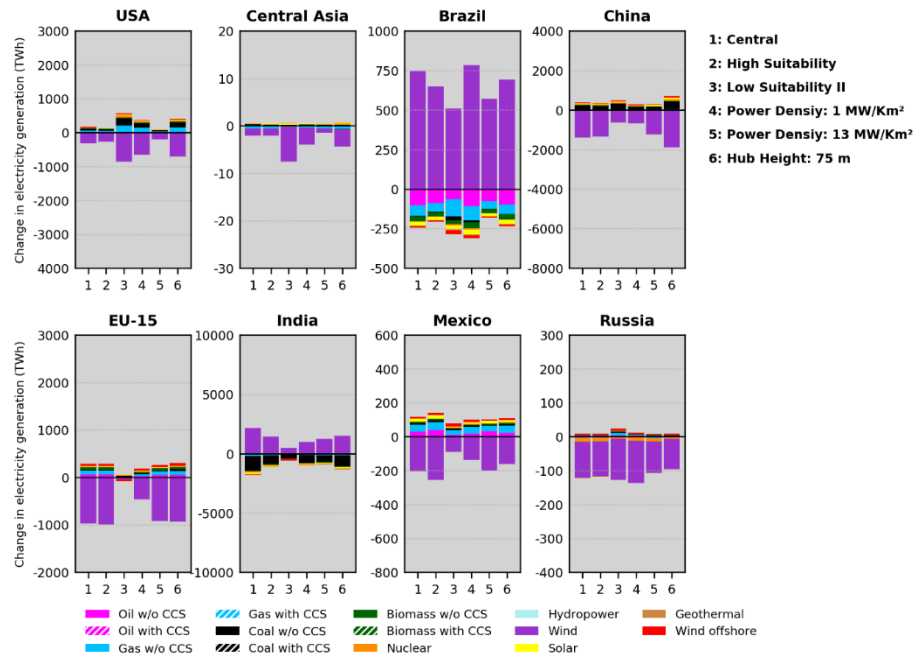 USA
Central Asia
Brazil
China
Change in electricity generation (TWh)
3000
2000
1000
0
1000
2000
3000
4000
1 2 3 4 5 6
20
10
0
-10
-20
-30
1 2 3 4 5 6
1000
750
500
250
0
-250
-500
1 2 3 4 5 6
4000
2000
0
-2000
-4000
-6000
-8000
1 2 3 4 5 6
1: Central
2: High Suitability
3: Low Suitability II
4: Power Densiy: 1 MW/Km²
5: Power Densiy: 13 MW/Km²
6: Hub Height: 75 m
EU-15
India
Mexico
Russia
Change in electricity generation (TWh)
3000
2000
1000
0
-1000
2000
1 2 3 4 5 6
10000
5000
0
-5000
-10000
1 2 3 4 5 6
600
400
200
0
-200
-400
-600
-800
1 2 3 4 5 6
300
200
100
0
-100
-200
-300
-400
1 2 3 4 5 6
Oil w/o CCS
Oil with CCS
Gas w/o CCS
Gas with CCS
Coal w/o CCS
Coal with CCS
Biomass w/o CCS
Biomass with CCS
Nuclear
Hydropower
Wind
Solar
Geothermal
Wind offshore